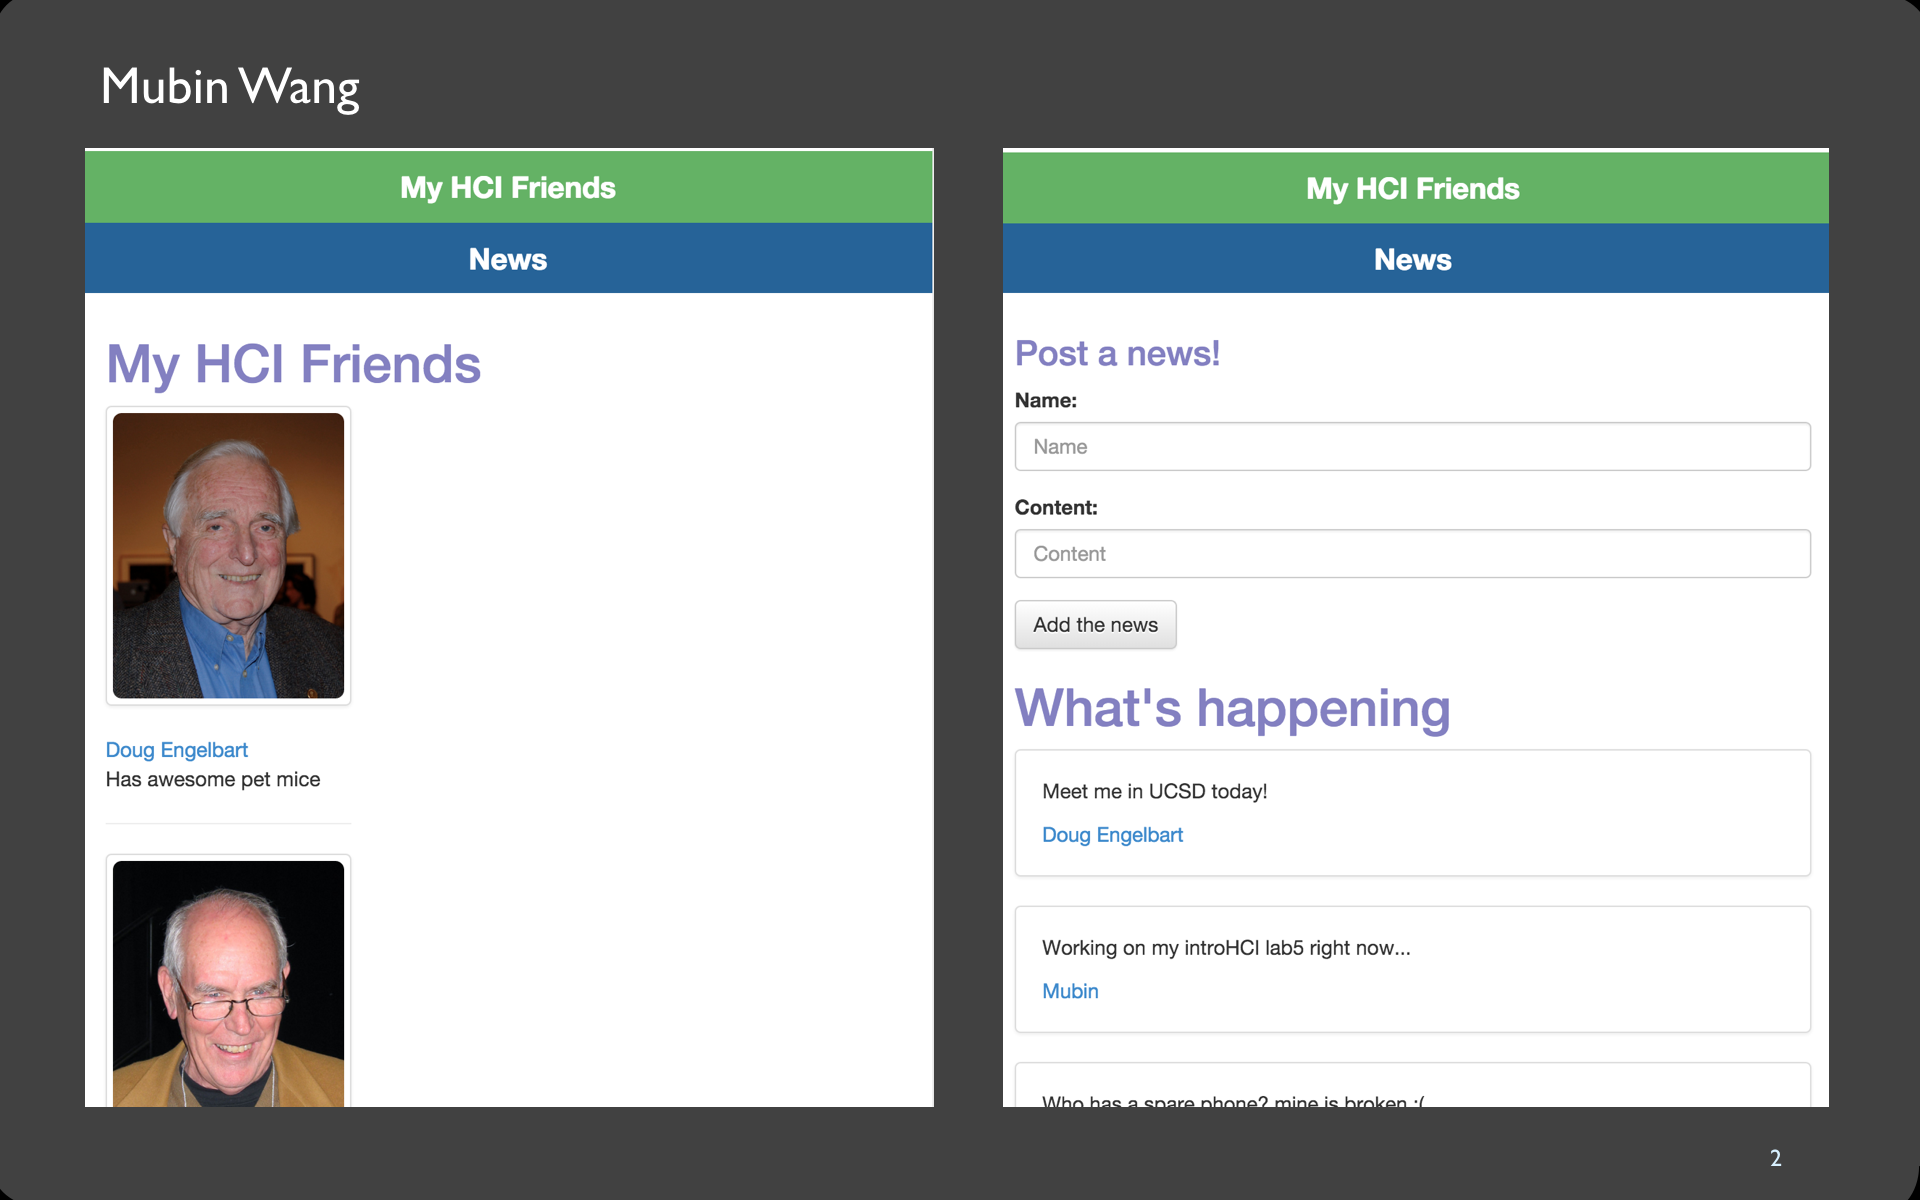 Mubin Wang
My HCI Friends
News
My HCI Friends
Doug Engelbart
Has awesome pet mice
My HCI Friends
News
Post a news!
Name:
Name
Content:
Content
Add the news
What's happening
Meet me in UCSD today!
Doug Engelbart
Working on my introHCI lab5 right now...
Mubin
Who has a spare phone? mine is broken :(
2